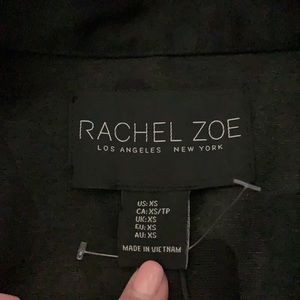 RACHEL ZOE
LOS ANGELES NEW YORK
US: XS
CA: XS/TP
UK: XS
EU: XS
AU: XS
MADE IN VIETNAM